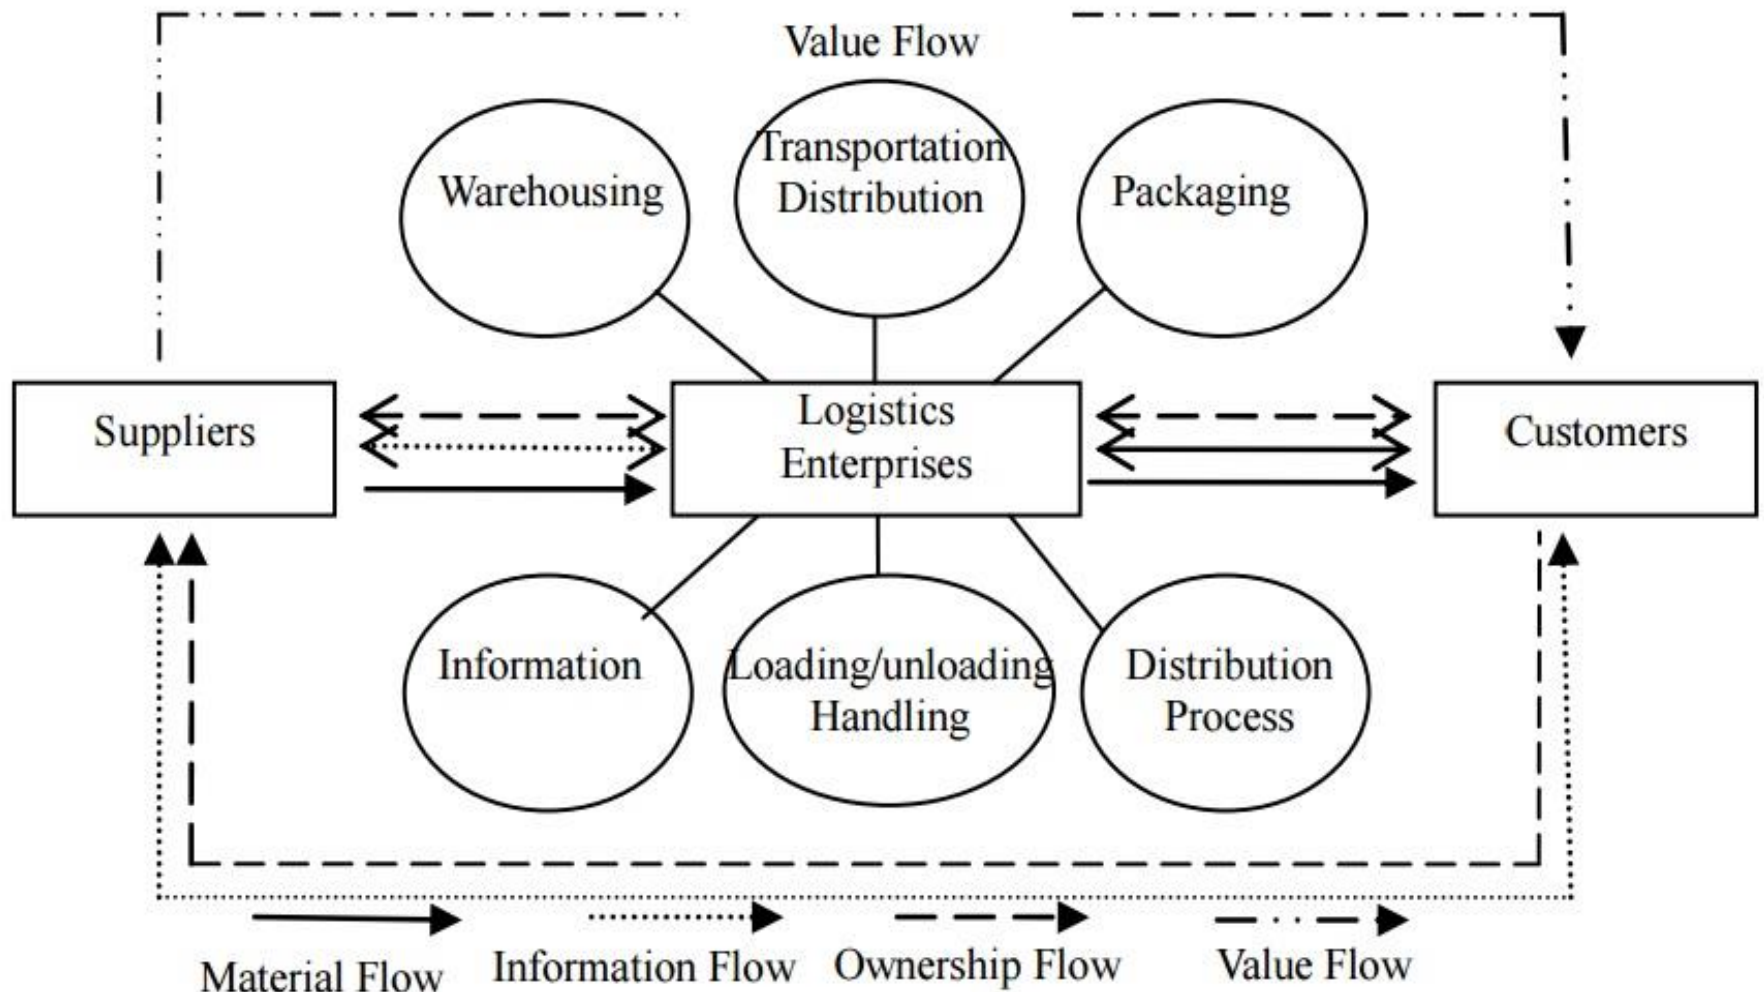 Value Flow
Warehousing
Transportation
Distribution
Packaging
Suppliers
Logistics
Enterprises
Customers
Information
Loading/unloading
Handling
Distribution
Process
Material Flow
Information Flow
Ownership Flow
Value Flow